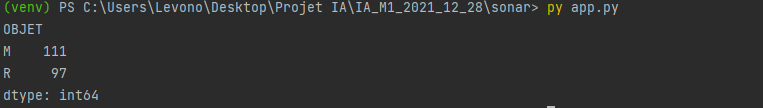 (venv) PS C:\Users\Levono\Desktop\Projet IA\IA_M1_2021_12_28\sonar> py app.py
OBJET
M    111
R     97
dtype: int64